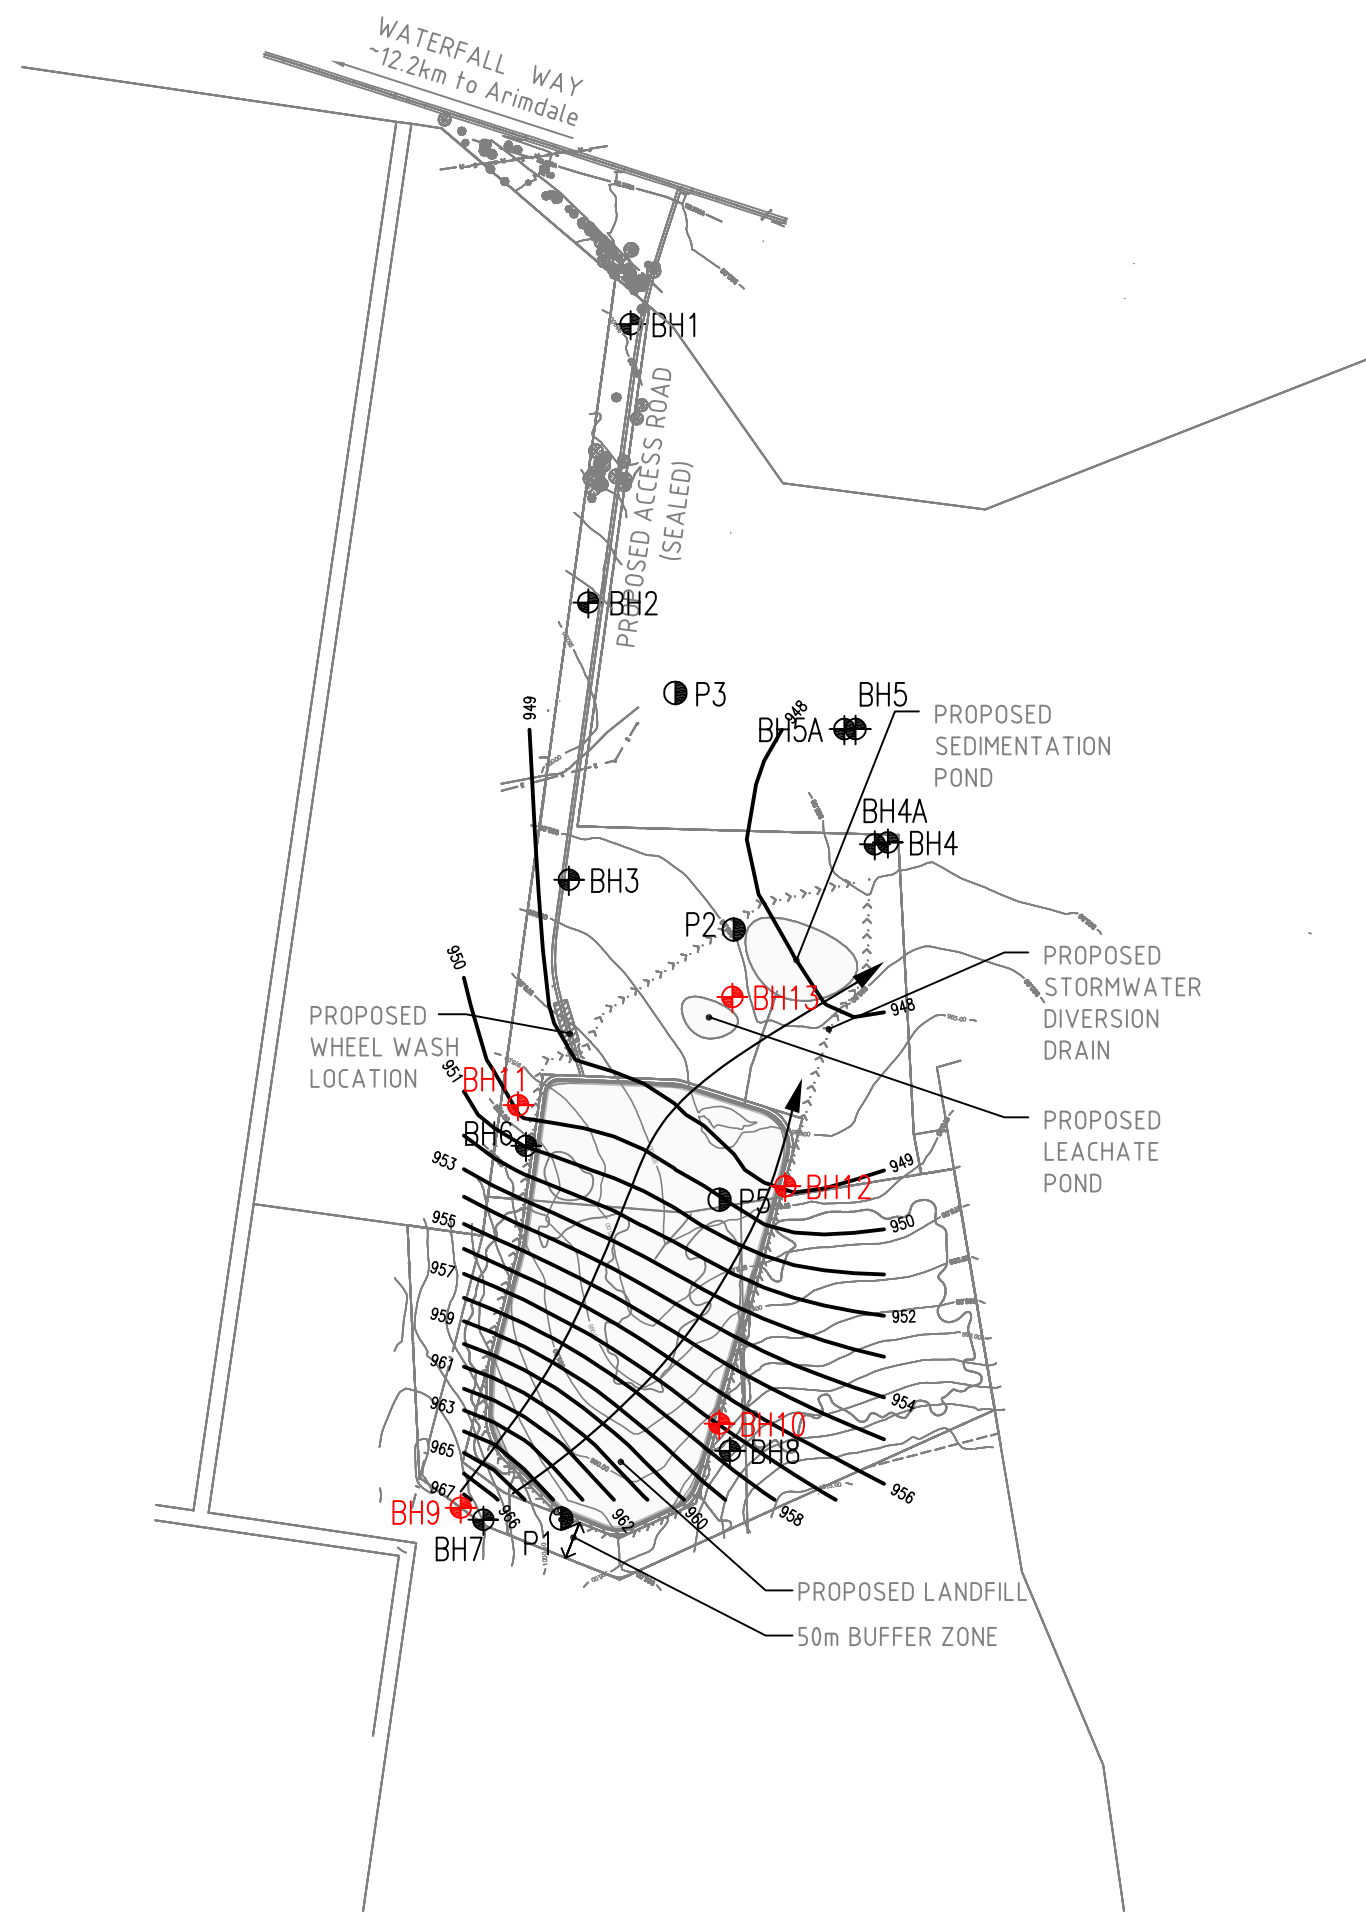 WATERFALL WAY
~12.2km to Arimdale
BH1
PROPOSED ACCESS ROAD
(SEALED)
BH2
P3
949
948
BH5
BH5A
PROPOSED
SEDIMENTATION
POND
BH4A
BH4
BH3
P2
950
BH13
948
PROPOSED
STORMWATER
DIVERSION
DRAIN
PROPOSED
WHEEL WASH
LOCATION
951
BH11
BH6
PROPOSED
LEACHATE
POND
953
949
BH12
P5
955
950
957
959
952
961
963
954
BH10
BH8
965
967
956
BH9
966
962
960
958
BH7
P1
PROPOSED LANDFILL
50m BUFFER ZONE